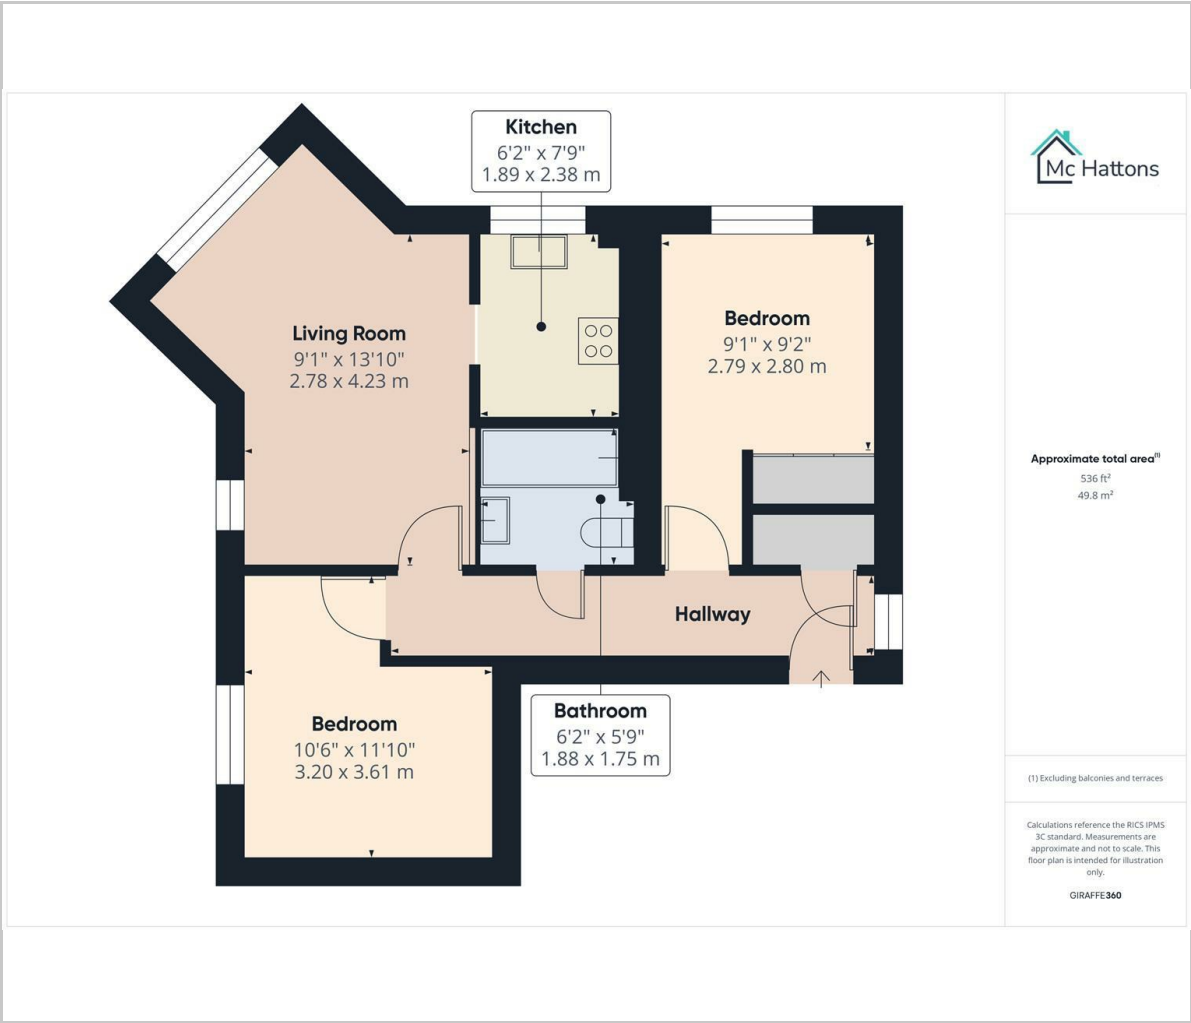 Kitchen
6'2" x 7'9"
1.89 x 2.38 m
Mc Hattons
Living Room
9'1" x 13'10"
2.78 x 4.23 m
Bedroom
9'1" x 9'2"
2.79 x 2.80 m
Approximate total area⁽¹⁾
536 ft²
49.8 m²
Hallway
Bedroom
10'6" x 11'10"
3.20 x 3.61 m
Bathroom
6'2" x 5'9"
1.88 x 1.75 m
(1) Excluding balconies and terraces
Calculations reference the RICS IPMS
3C standard. Measurements are
approximate and not to scale. This
floor plan is intended for illustration
only.
GIRAFFE360